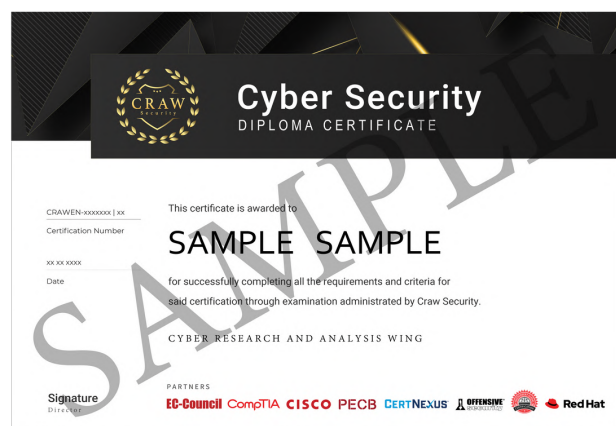 CRAW
Security
Cyber Security
DIPLOMA CERTIFICATE
SAMPLE
CRAWEN-xxxxxxx | xx
Certification Number
xx xx xxxx
Date
This certificate is awarded to
SAMPLE SAMPLE
for successfully completing all the requirements and criteria for
said certification through examination administrated by Craw Security.
CYBER RESEARCH AND ANALYSIS WING
Signature
Director
PARTNERS
EC-Council CompTIA CISCO PECB CERTNEXUS OFFENSIVE security Red Hat